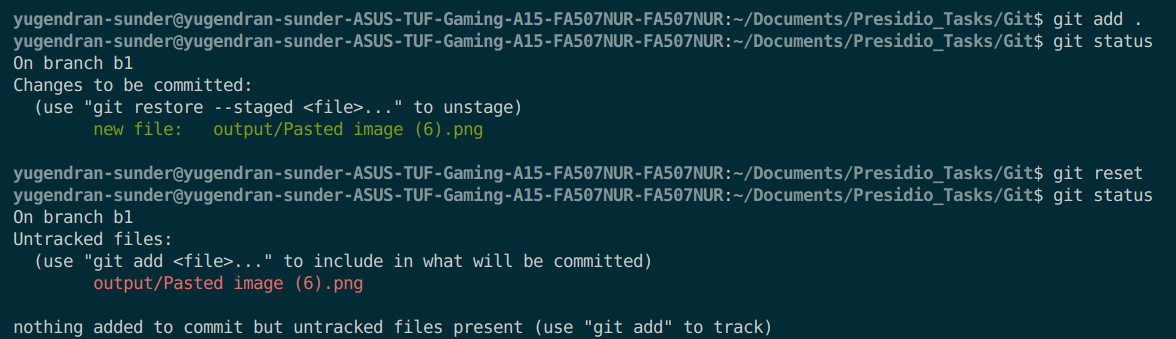 yugendran-sunder@yugendran-sunder-ASUS-TUF-Gaming-A15-FA507NUR-FA507NUR:~/Documents/Presidio_Tasks/Git$ git add .
yugendran-sunder@yugendran-sunder-ASUS-TUF-Gaming-A15-FA507NUR-FA507NUR:~/Documents/Presidio_Tasks/Git$ git status
On branch b1
Changes to be committed:
  (use "git restore --staged <file>..." to unstage)
        new file:   output/Pasted image (6).png

yugendran-sunder@yugendran-sunder-ASUS-TUF-Gaming-A15-FA507NUR-FA507NUR:~/Documents/Presidio_Tasks/Git$ git reset
yugendran-sunder@yugendran-sunder-ASUS-TUF-Gaming-A15-FA507NUR-FA507NUR:~/Documents/Presidio_Tasks/Git$ git status
On branch b1
Untracked files:
  (use "git add <file>..." to include in what will be committed)
        output/Pasted image (6).png

nothing added to commit but untracked files present (use "git add" to track)